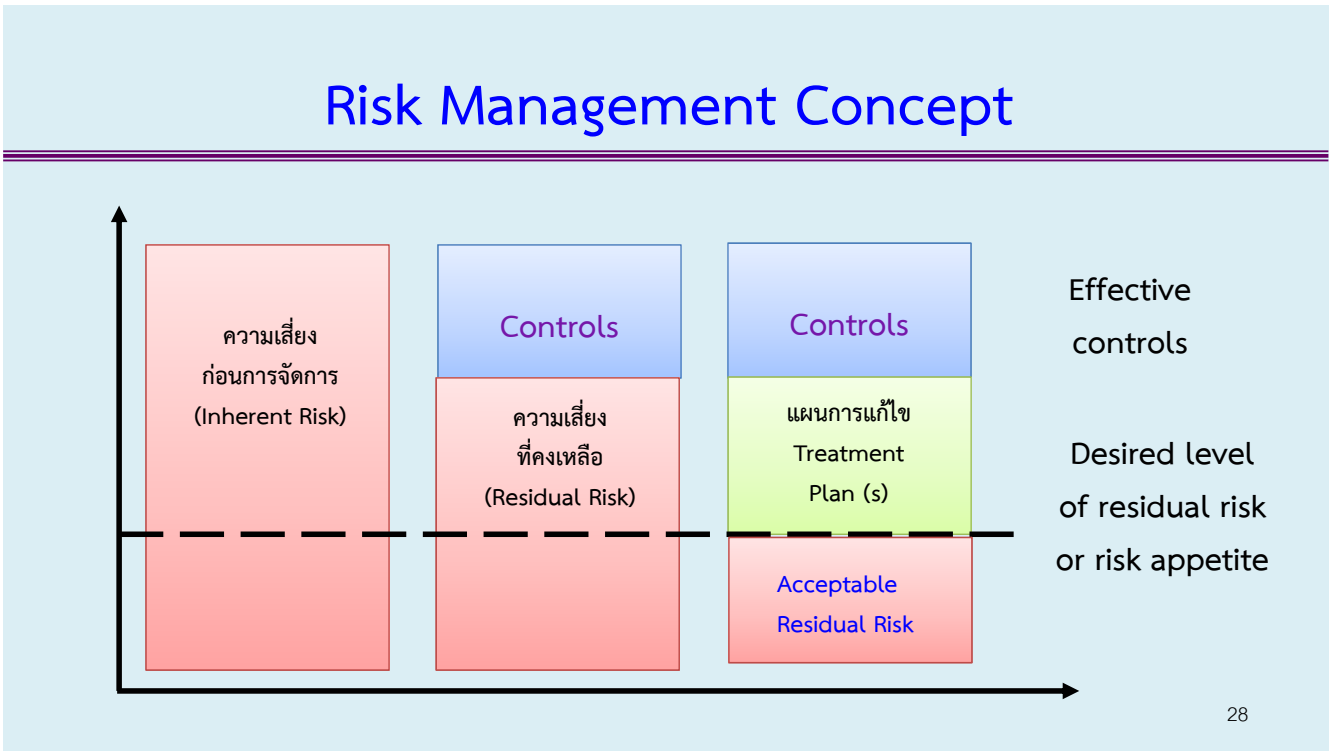 Risk Management Concept
ความเสี่ยง
ก่อนการจัดการ
(Inherent Risk)
Controls
ความเสี่ยง
ที่คงเหลือ
(Residual Risk)
Controls
แผนการแก้ไข
Treatment
Plan (s)
Acceptable
Residual Risk
Effective
controls
Desired level
of residual risk
or risk appetite
28